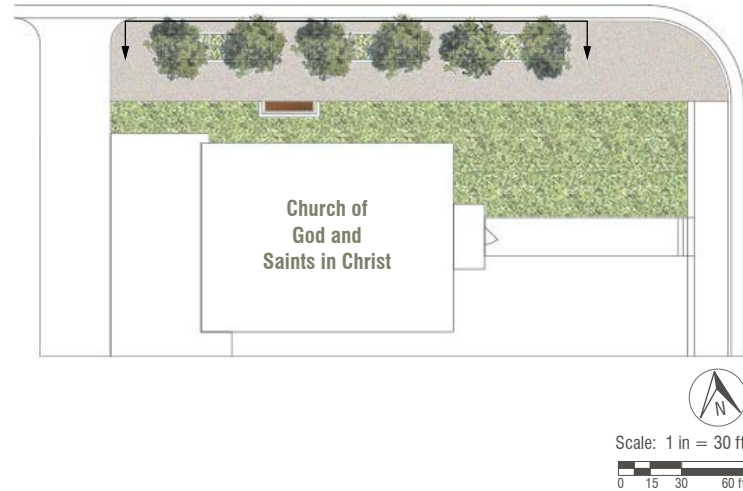 Church of
God and
Saints in Christ
N
Scale: 1 in = 30 ft
0 15 30 60 ft